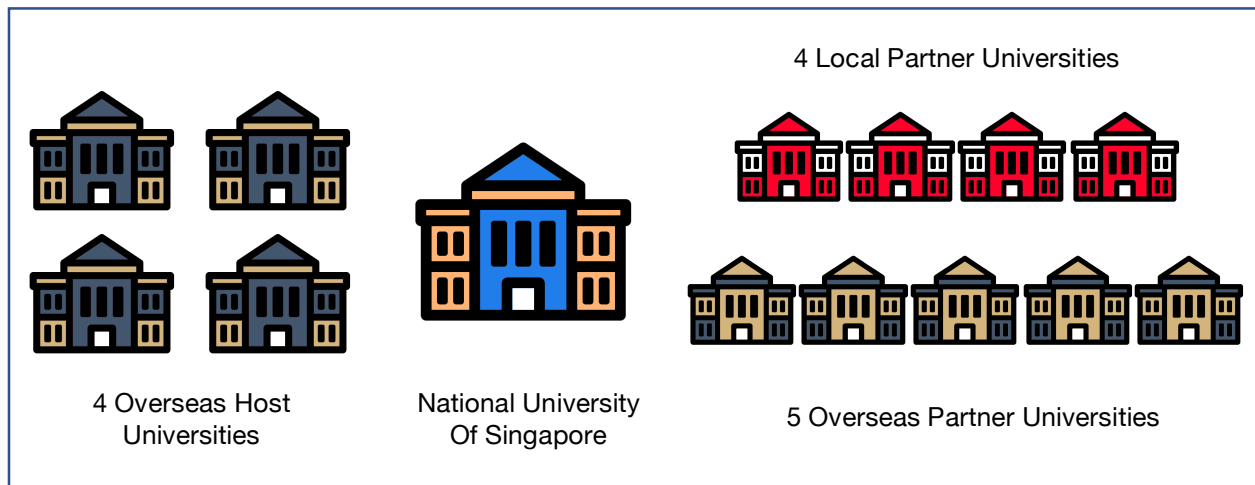 4 Local Partner Universities
4 Overseas Host
Universities
National University
Of Singapore
5 Overseas Partner Universities